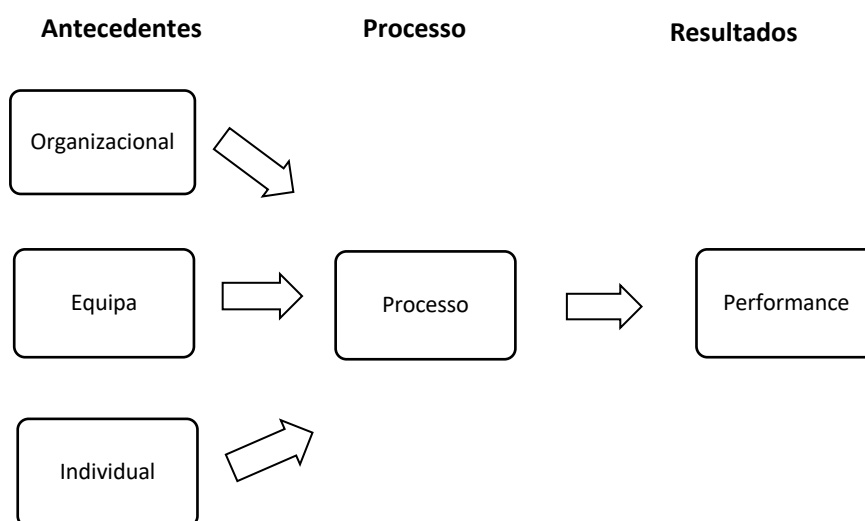 Antecedentes Processo Resultados
Organizacional
Equipa Processo Performance
Individual